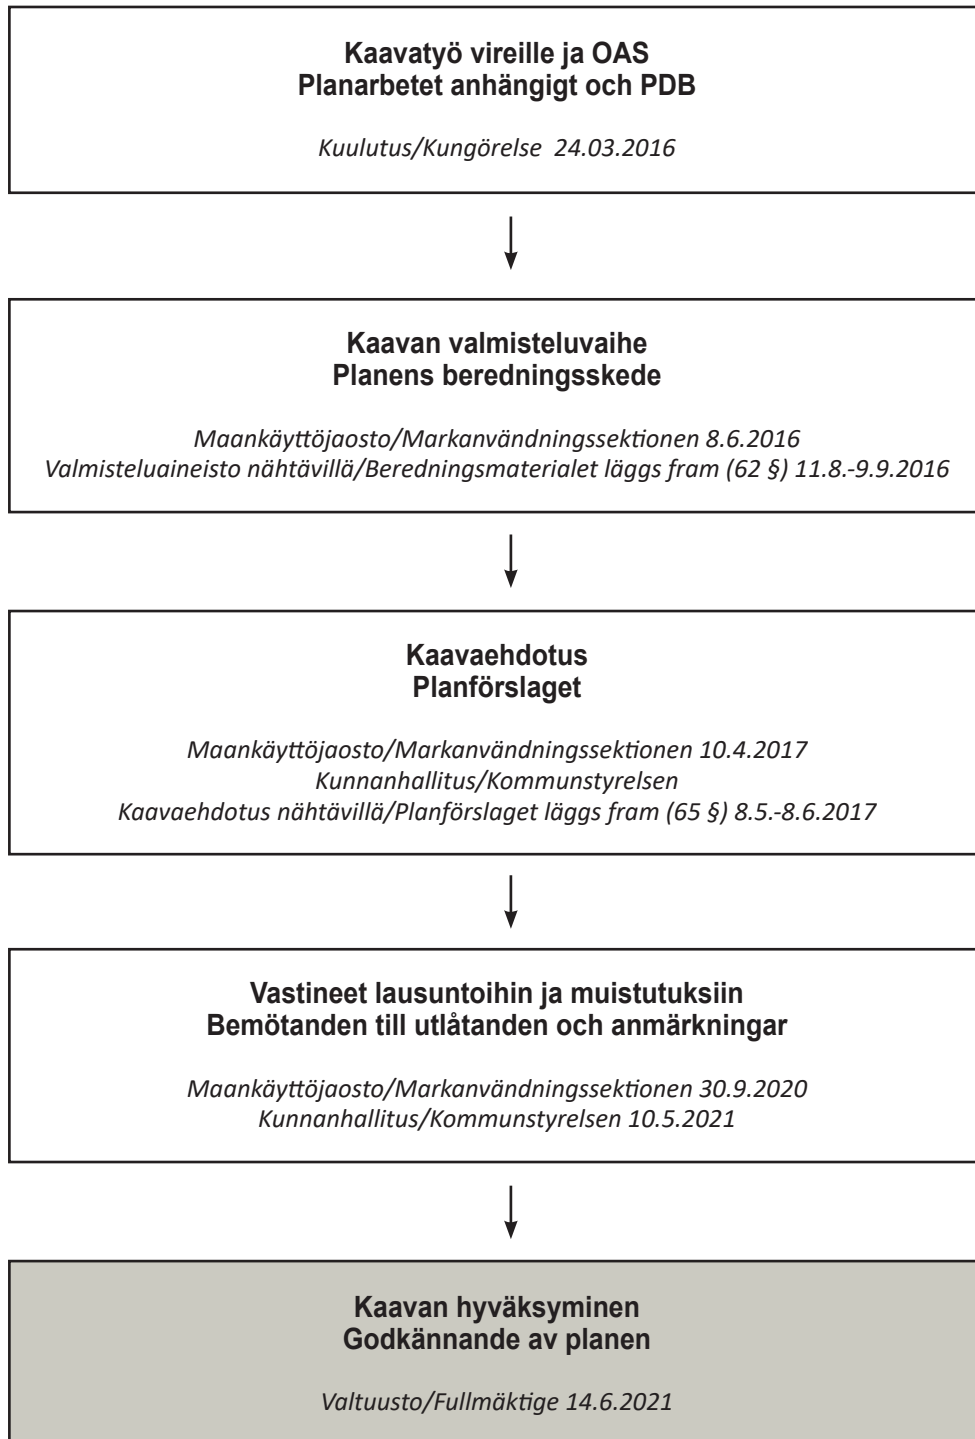 Kaavatyö vireille ja OAS
Planarbetet anhängigt och PDB
Kuulutus/Kungörelse 24.03.2016
Kaavan valmisteluvaihe
Planens beredningsskede
Maankäyttöjaosto/Markanvändningssektionen 8.6.2016
Valmisteluaineisto nähtävillä/Beredningsmaterialet läggs fram (62 §) 11.8.-9.9.2016
Kaavaehdotus
Planförslaget
Maankäyttöjaosto/Markanvändningssektionen 10.4.2017
Kunnanhallitus/Kommunstyrelsen
Kaavaehdotus nähtävillä/Planförslaget läggs fram (65 §) 8.5.-8.6.2017
Vastineet lausuntoihin ja muistutuksiin
Bemötanden till utlåtanden och anmärkningar
Maankäyttöjaosto/Markanvändningssektionen 30.9.2020
Kunnanhallitus/Kommunstyrelsen 10.5.2021
Kaavan hyväksyminen
Godkännande av planen
Valtuusto/Fullmäktige 14.6.2021